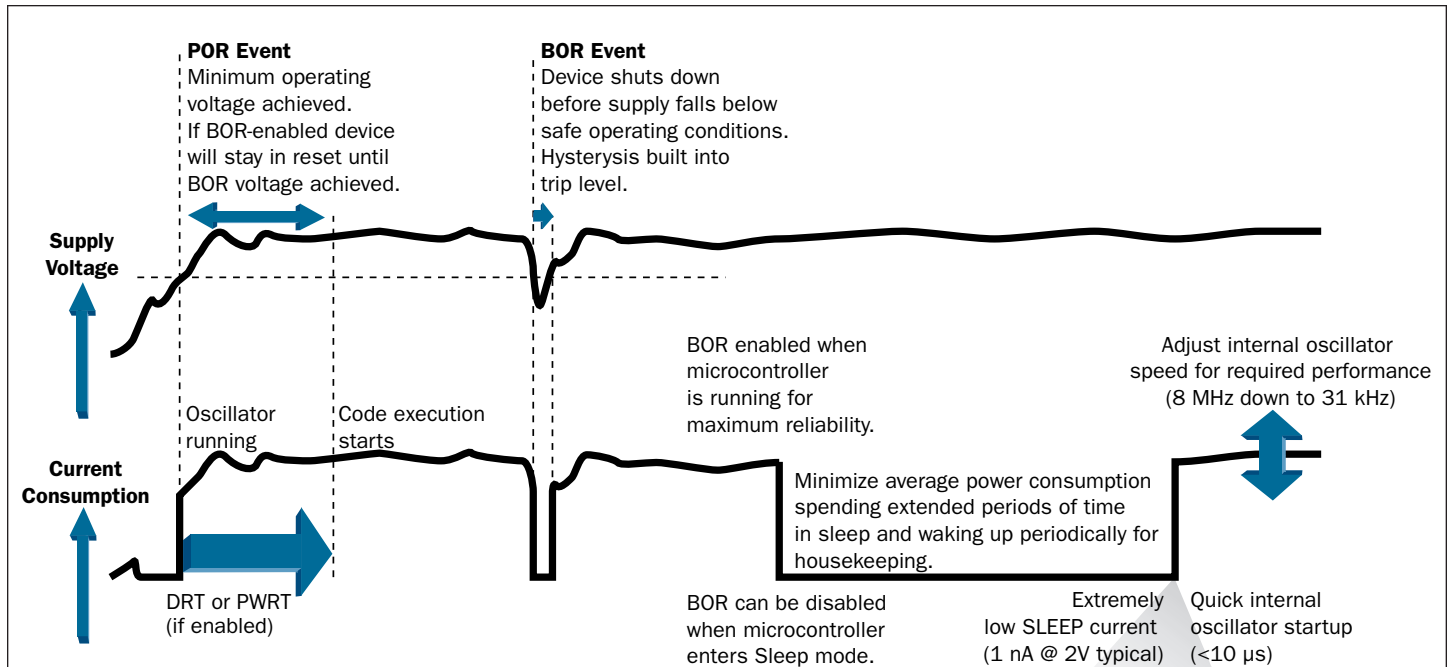 POR Event
Minimum operating
voltage achieved.
If BOR-enabled device
will stay in reset until
BOR voltage achieved.
BOR Event
Device shuts down
before supply falls below
safe operating conditions.
Hysterysis built into
trip level.
Supply
Voltage
BOR enabled when
microcontroller
is running for
maximum reliability.
Adjust internal oscillator
speed for required performance
(8 MHz down to 31 kHz)
Oscillator
running
Code execution
starts
Current
Consumption
Minimize average power consumption
spending extended periods of time
in sleep and waking up periodically for
housekeeping.
DRT or PWRT
(if enabled)
BOR can be disabled
when microcontroller
enters Sleep mode.
Extremely
low SLEEP current
(1 nA @ 2V typical)
Quick internal
oscillator startup
(<10 µs)